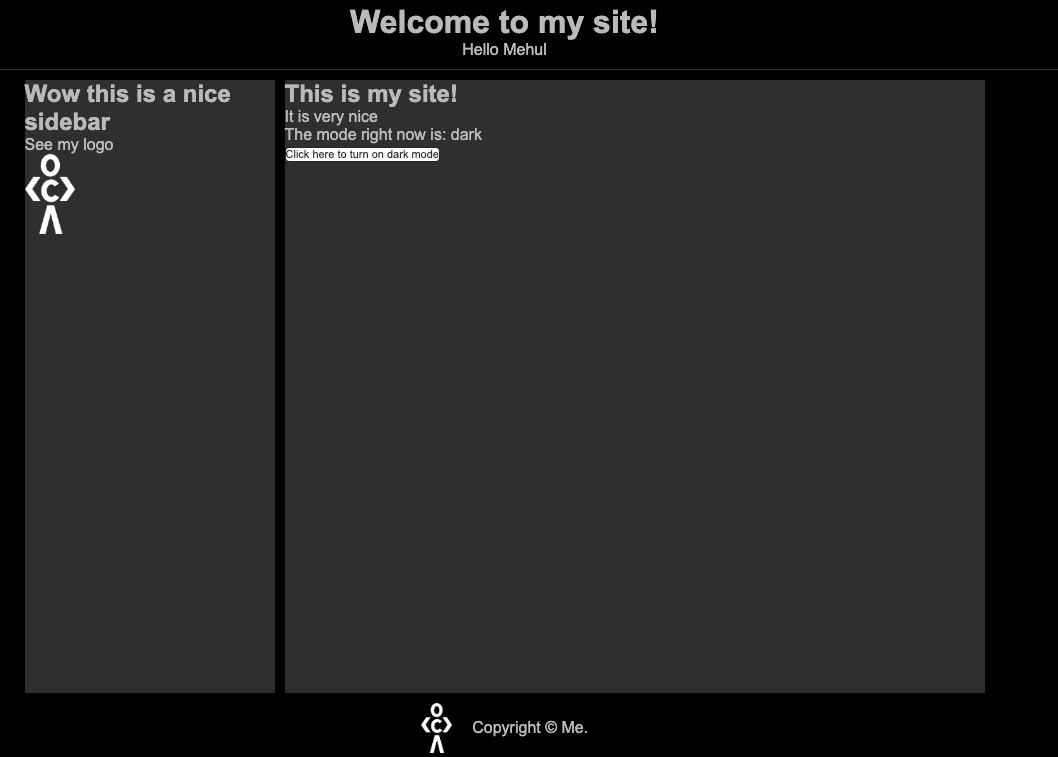 Welcome to my site!
Hello Mehul
Wow this is a nice
sidebar
See my logo
This is my site!
It is very nice
The mode right now is: dark
Click here to turn on dark mode
Copyright © Me.